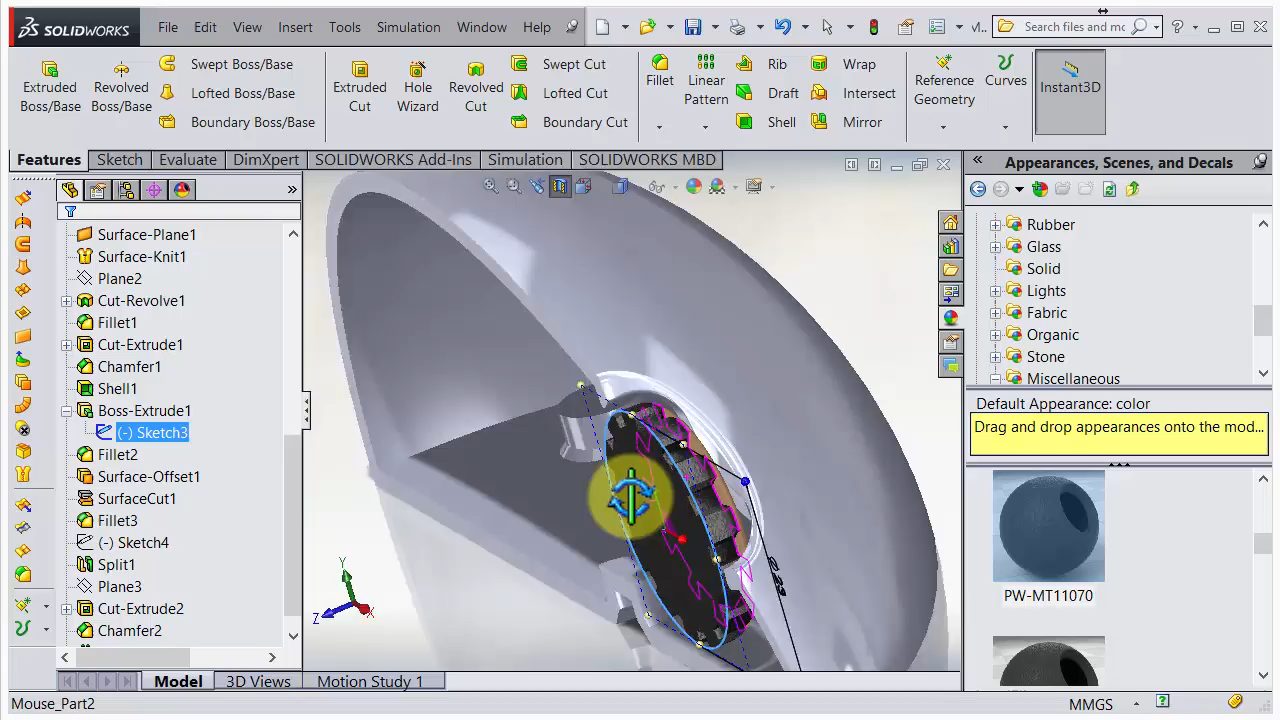 SOLIDWORKS File Edit View Insert Tools Simulation Window Help Search files and mc
Extruded Boss/Base
Revolved Boss/Base
Swept Boss/Base
Lofted Boss/Base
Boundary Boss/Base
Extruded Cut
Hole Wizard
Revolved Cut
Swept Cut
Lofted Cut
Boundary Cut
Fillet
Linear Pattern
Rib
Draft
Shell
Wrap
Intersect
Mirror
Reference Geometry
Curves
Instant3D
Features Sketch Evaluate DimXpert SOLIDWORKS Add-Ins Simulation SOLIDWORKS MBD
Appearances, Scenes, and Decals
Surface-Plane1
Surface-Knit1
Plane2
Cut-Revolve1
Fillet1
Cut-Extrude1
Chamfer1
Shell1
Boss-Extrude1
(-) Sketch3
Fillet2
Surface-Offset1
SurfaceCut1
Fillet3
(-) Sketch4
Split1
Plane3
Cut-Extrude2
Chamfer2
Y
Z
X
Rubber
Glass
Solid
Lights
Fabric
Organic
Stone
Miscellaneous
Default Appearance: color
Drag and drop appearances onto the mod...
PW-MT11070
Model 3D Views Motion Study 1
Mouse_Part2 MMGS